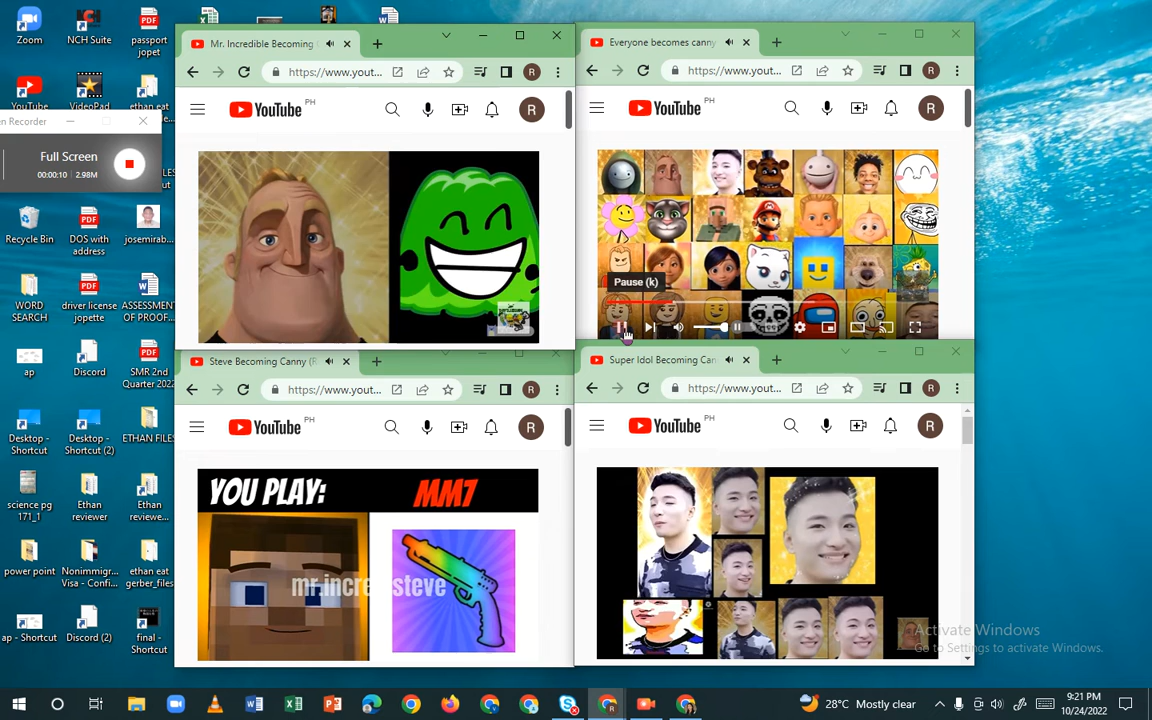 Zoom
NCH Suite
passport
jopet
YouTube
VideoPad
ethan eat
en Recorder
Full Screen
00:00:10 | 2.98M
Recycle Bin
DOS with
address
josemirab...
WORD
SEARCH
driver license
jopette
ASSESSMENT
OF PROOF...
ap
Discord
SMR 2nd
Quarter 2022
Desktop -
Shortcut
Desktop -
Shortcut (2)
ETHAN FILES
science pg
171_1
Ethan
reviewer
Ethan
reviewe...
power point
Nonimmigr...
Visa - Confi...
ethan eat
gerber_files
ap - Shortcut
Discord (2)
final -
Shortcut
Mr. Incredible Becoming
https://www.yout...
R
YouTube PH
R
Everyone becomes canny
https://www.yout...
R
YouTube PH
R
Pause (k)
Steve Becoming Canny (
https://www.yout...
R
YouTube PH
R
YOU PLAY:
MM7
Super Idol Becoming Can
https://www.yout...
R
YouTube PH
R
Activate Windows
Go to Settings to activate Windows.
28°C Mostly clear
9:21 PM
10/24/2022